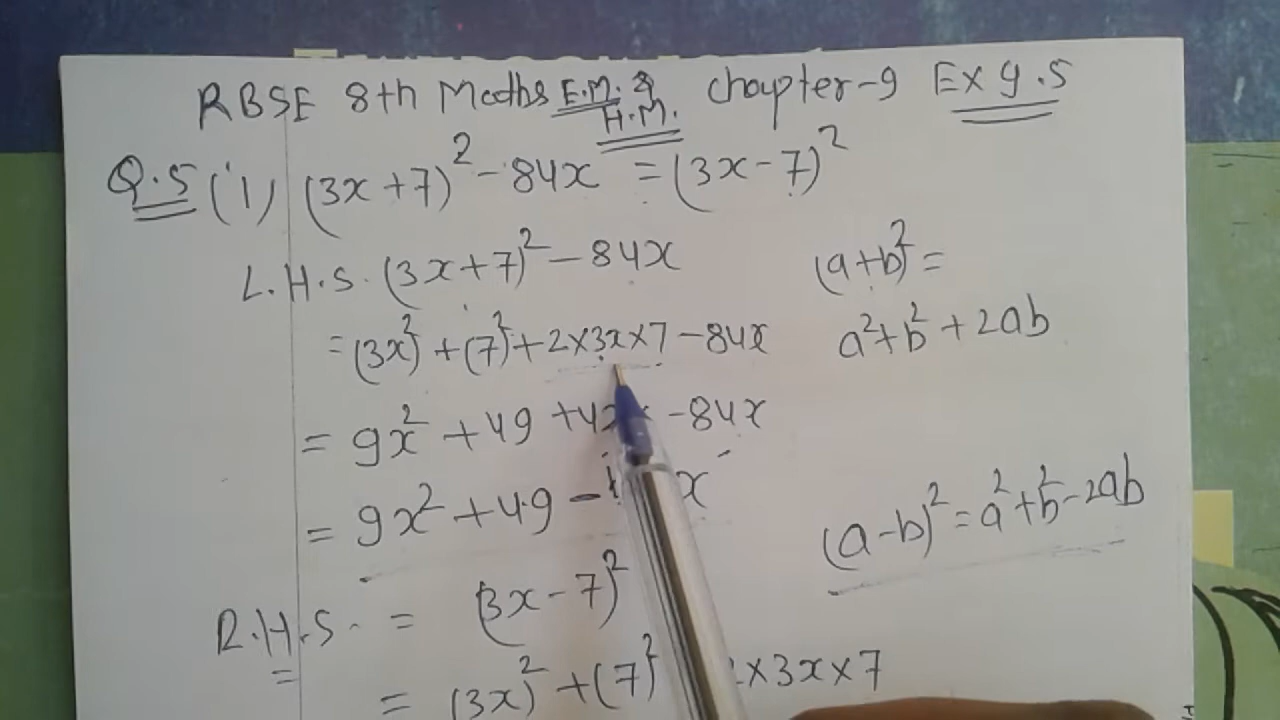 RBSE 8th Maths E.M. & H.M. chapter-9 Ex 9.5
Q.5 (i) (3x+7)² - 84x = (3x-7)²
L.H.S. (3x+7)² - 84x
(a+b)² =
= (3x)² + (7)² + 2×3x×7 - 84x
a² + b² + 2ab
= 9x² + 49 + 4 - 84x
= 9x² + 49 - x
(a-b)² = a² + b² - 2ab
R.H.S. = (3x-7)²
= (3x)² + (7)² ×3x×7